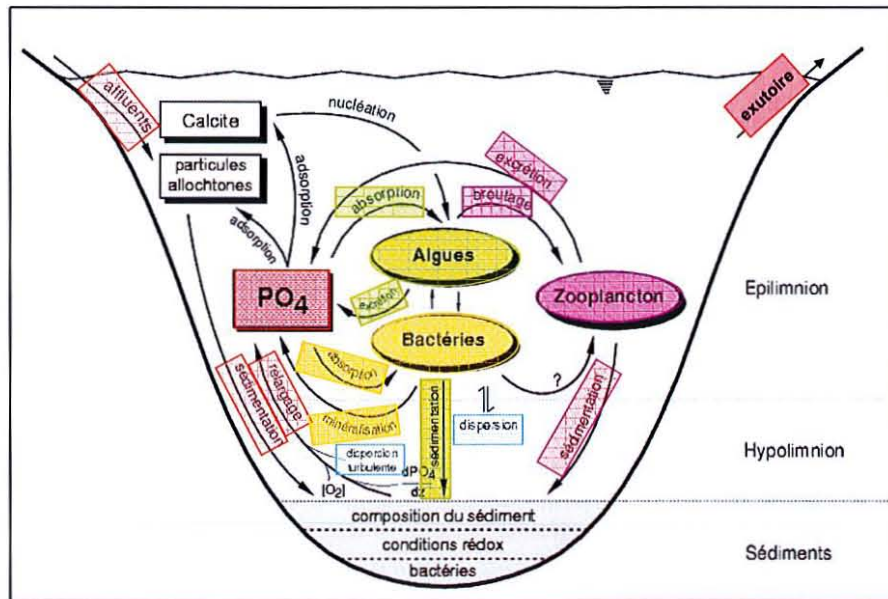 affluents
exutoire
Calcite
nucléation
particules
allochtones
adsorption
adsorption
excrétion
absorption
broutage
Algues
PO4
Zooplancton
Epilimnion
excrétion
Bactéries
absorption
?
sédimentation
relargage
minéralisation
sédimentation
dispersion
sédimentation
dispersion
turbulente
Hypolimnion
dPO4
[O2]
dz
composition du sédiment
conditions rédox
Sédiments
bactéries